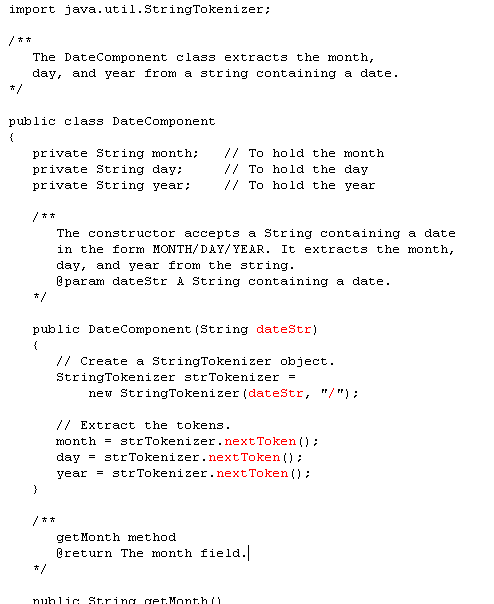 import java.util.StringTokenizer;
/**
The DateComponent class extracts the month,
day, and year from a string containing a date.
*/
public class DateComponent
{
private String month; // To hold the month
private String day; // To hold the day
private String year; // To hold the year
/**
The constructor accepts a String containing a date
in the form MONTH/DAY/YEAR. It extracts the month,
day, and year from the string.
@param dateStr A String containing a date.
*/
public DateComponent(String dateStr)
{
// Create a StringTokenizer object.
StringTokenizer strTokenizer =
new StringTokenizer(dateStr, "/");
// Extract the tokens.
month = strTokenizer.nextToken();
day = strTokenizer.nextToken();
year = strTokenizer.nextToken();
}
/**
getMonth method
@return The month field.
*/
public String getMonth()